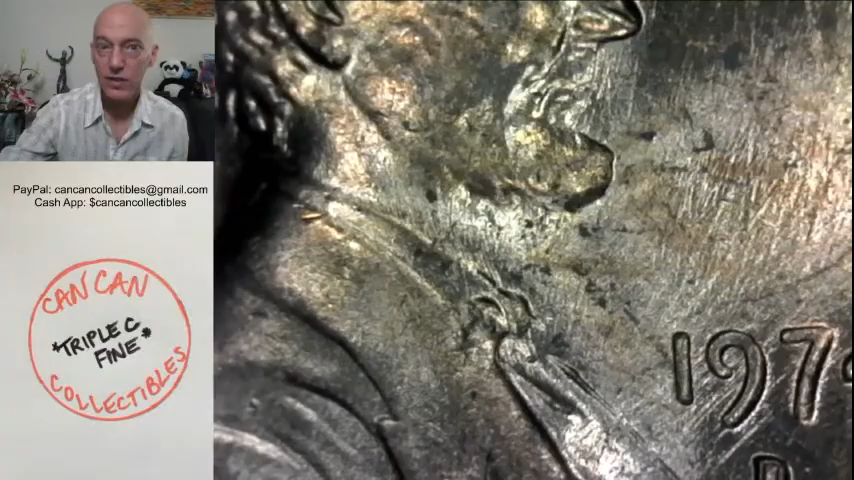 PayPal: cancancollectibles@gmail.com
Cash App: $cancancollectibles
CAN CAN
*TRIPLE C
FINE*
COLLECTIBLES
197
D